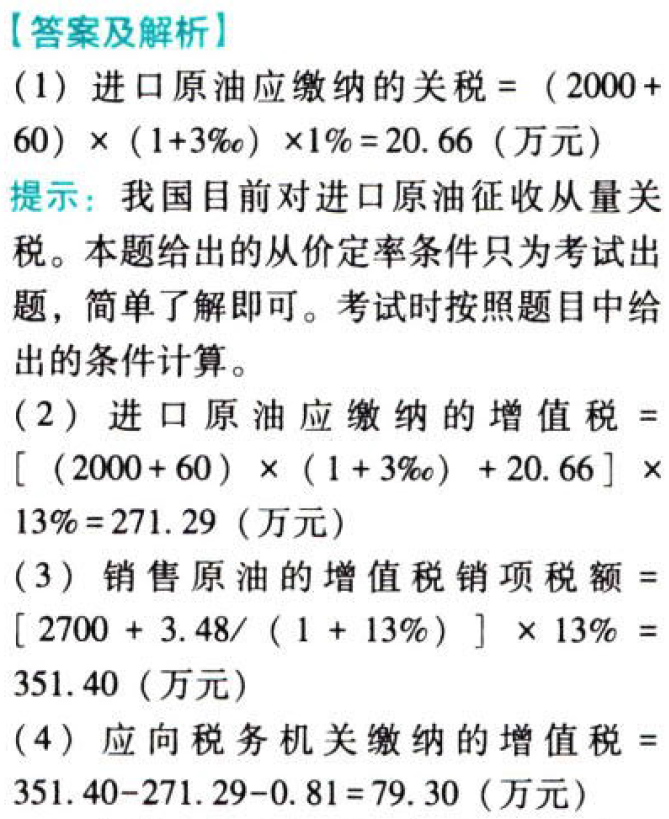 【答案及解析】
（1）进口原油应缴纳的关税=（2000+
60）×（1+3‰）×1%=20.66（万元）
提示：我国目前对进口原油征收从量关
税。本题给出的从价定率条件只为考试出
题，简单了解即可。考试时按照题目中给
出的条件计算。
（2）进口原油应缴纳的增值税=
[（2000+60）×（1+3‰）+20.66]×
13%=271.29（万元）
（3）销售原油的增值税销项税额=
[2700+3.48/（1+13%）]×13%=
351.40（万元）
（4）应向税务机关缴纳的增值税=
351.40-271.29-0.81=79.30（万元）